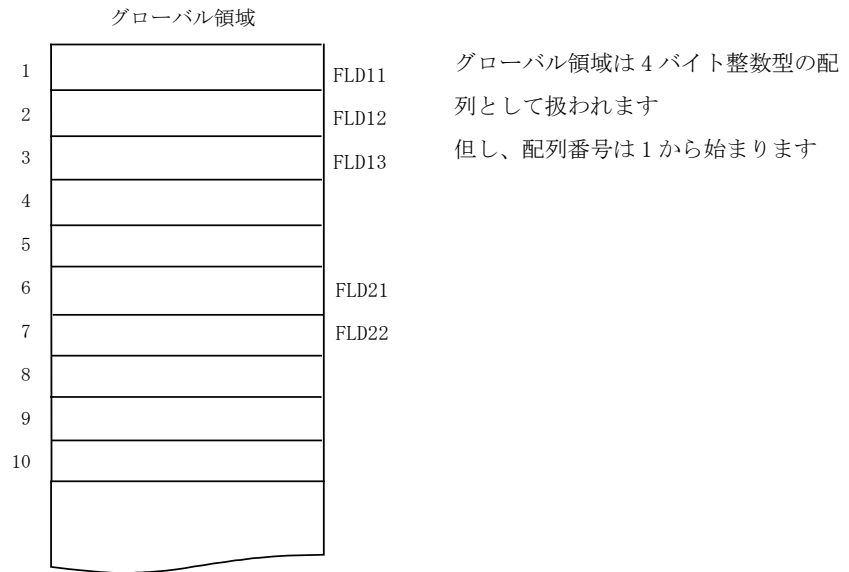 グローバル領域
1
FLD11
2
FLD12
3
FLD13
4
5
6
FLD21
7
FLD22
8
9
10
グローバル領域は4バイト整数型の配
列として扱われます
但し、配列番号は1から始まります